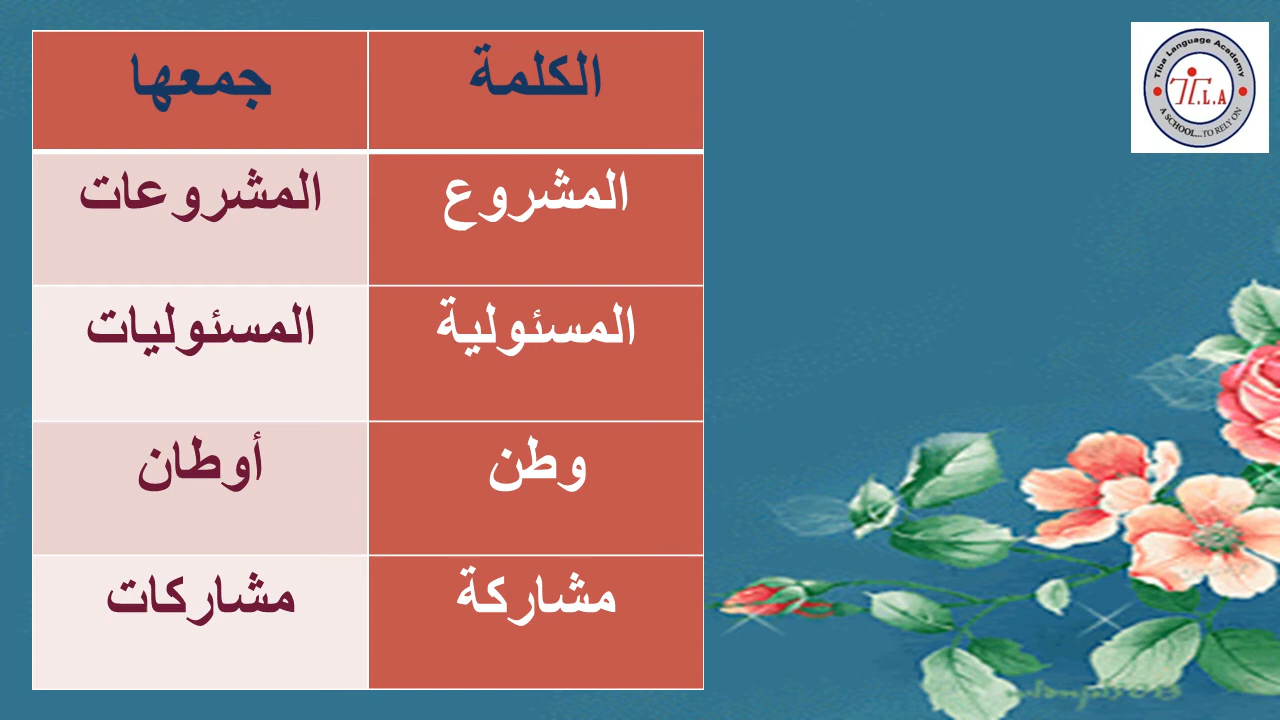 الكلمة جمعها
المشروع المشروعات
المسئولية المسئوليات
وطن أوطان
مشاركة مشاركات
Tiba Language Academy
T.L.A
A SCHOOL...TO RELY ON